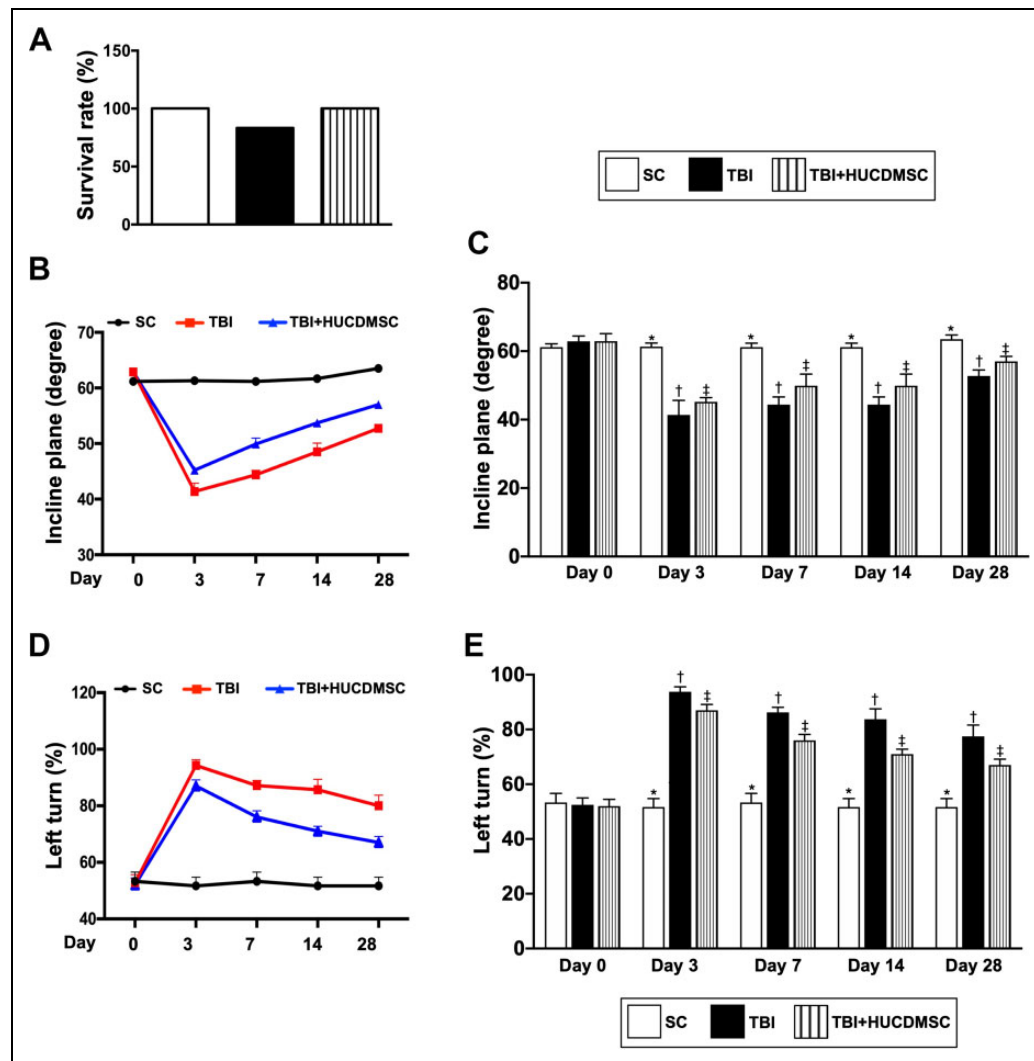 A
Survival rate (%)
150
100
50
0
SC TBI TBI+HUCDMSC
B
SC TBI TBI+HUCDMSC
Incline plane (degree)
70
60
50
40
30
Day 0 3 7 14 28
C
Incline plane (degree)
80
60
40
20
0
* † ‡ * † ‡ * † ‡ * † ‡
Day 0 Day 3 Day 7 Day 14 Day 28
D
SC TBI TBI+HUCDMSC
Left turn (%)
120
100
80
60
40
Day 0 3 7 14 28
E
Left turn (%)
100
80
60
40
20
0
* † ‡ * † ‡ * † ‡ * † ‡
Day 0 Day 3 Day 7 Day 14 Day 28
SC TBI TBI+HUCDMSC